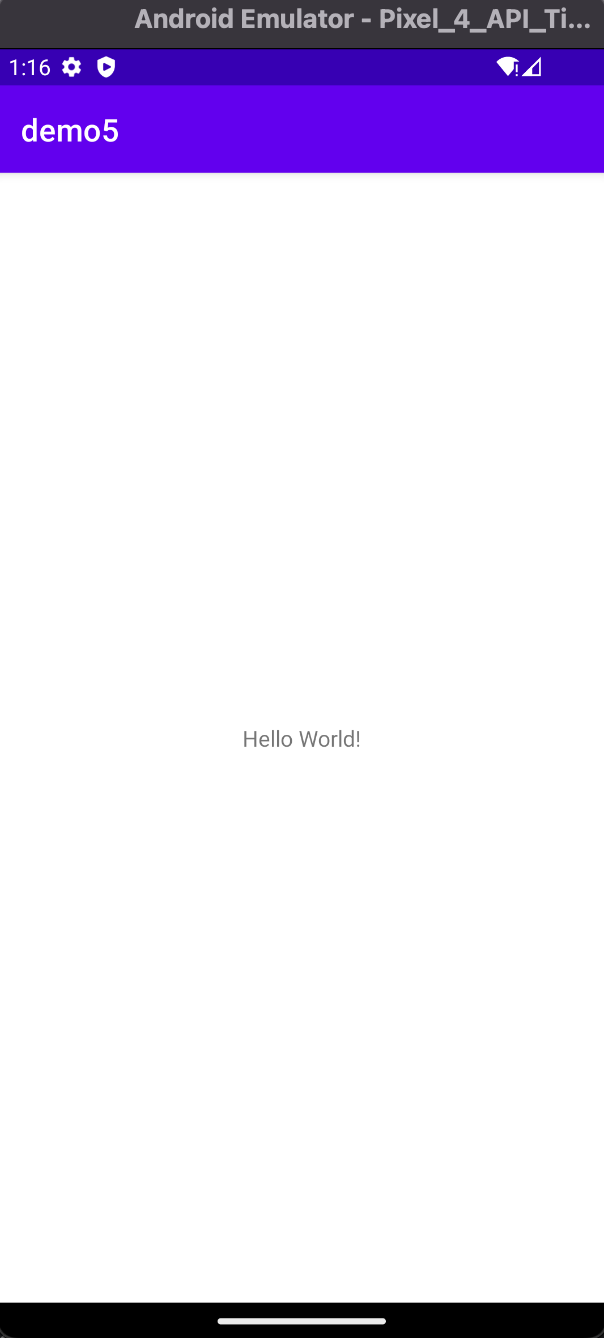 Android Emulator - Pixel_4_API_Ti...
1:16
demo5
Hello World!